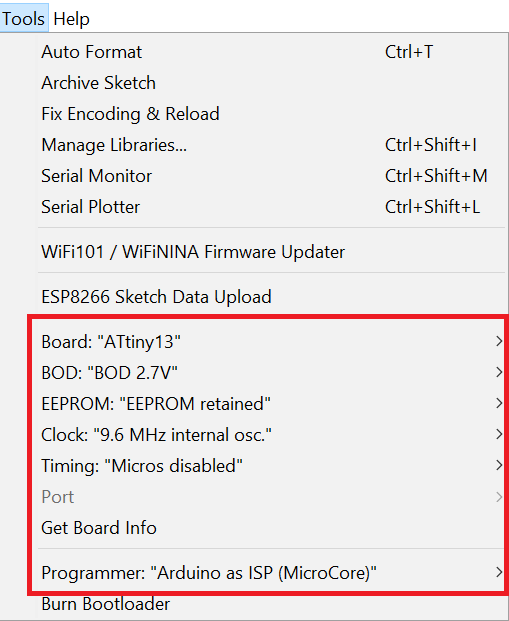 Tools Help
Auto Format Ctrl+T
Archive Sketch
Fix Encoding & Reload
Manage Libraries... Ctrl+Shift+I
Serial Monitor Ctrl+Shift+M
Serial Plotter Ctrl+Shift+L
WiFi101 / WiFiNINA Firmware Updater
ESP8266 Sketch Data Upload
Board: "ATtiny13"
BOD: "BOD 2.7V"
EEPROM: "EEPROM retained"
Clock: "9.6 MHz internal osc."
Timing: "Micros disabled"
Port
Get Board Info
Programmer: "Arduino as ISP (MicroCore)"
Burn Bootloader